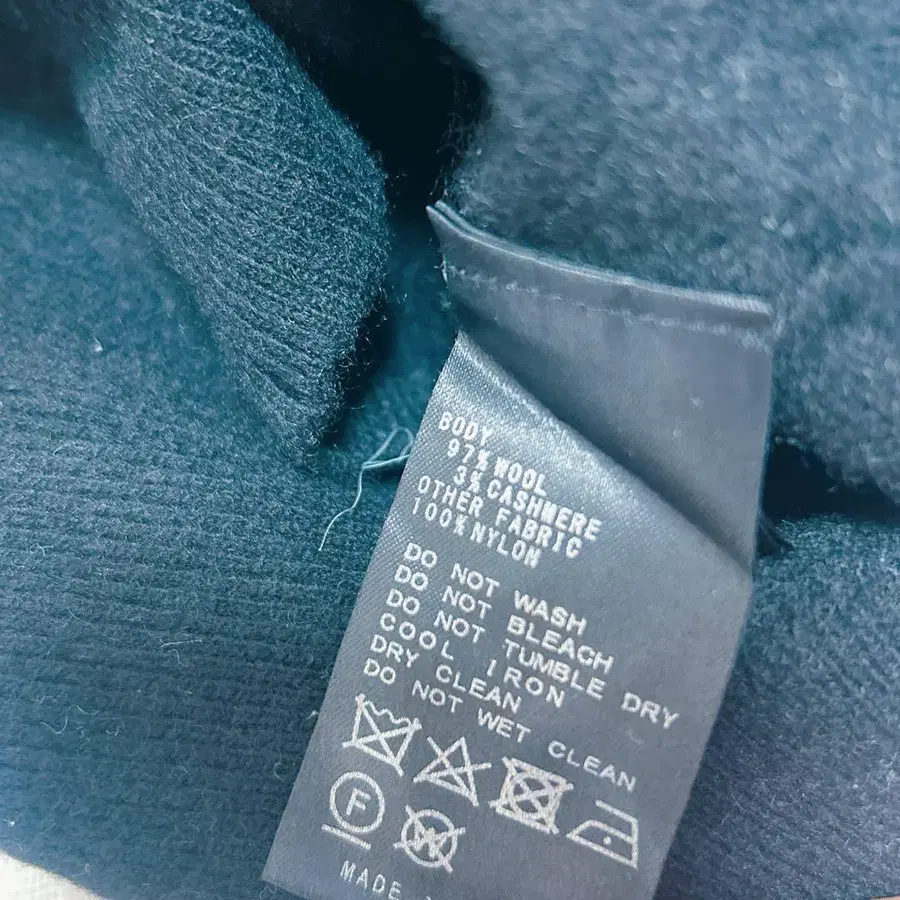 BODY
97% WOOL
3% CASHMERE
OTHER FABRIC
100% NYLON
DO NOT WASH
DO NOT BLEACH
DO NOT TUMBLE DRY
COOL IRON
DRY CLEAN
DO NOT WET CLEAN
F W
MADE